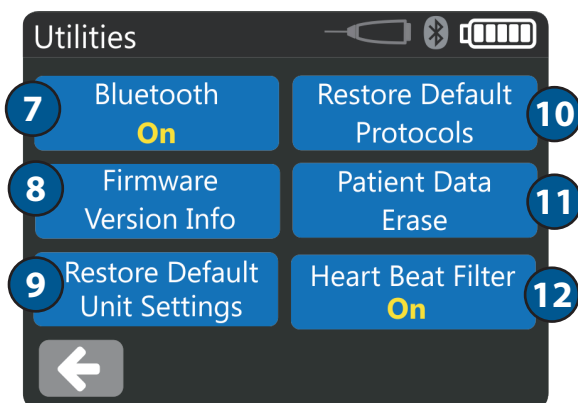 Utilities
7
Bluetooth
On
10
Restore Default
Protocols
8
Firmware
Version Info
11
Patient Data
Erase
9
Restore Default
Unit Settings
12
Heart Beat Filter
On